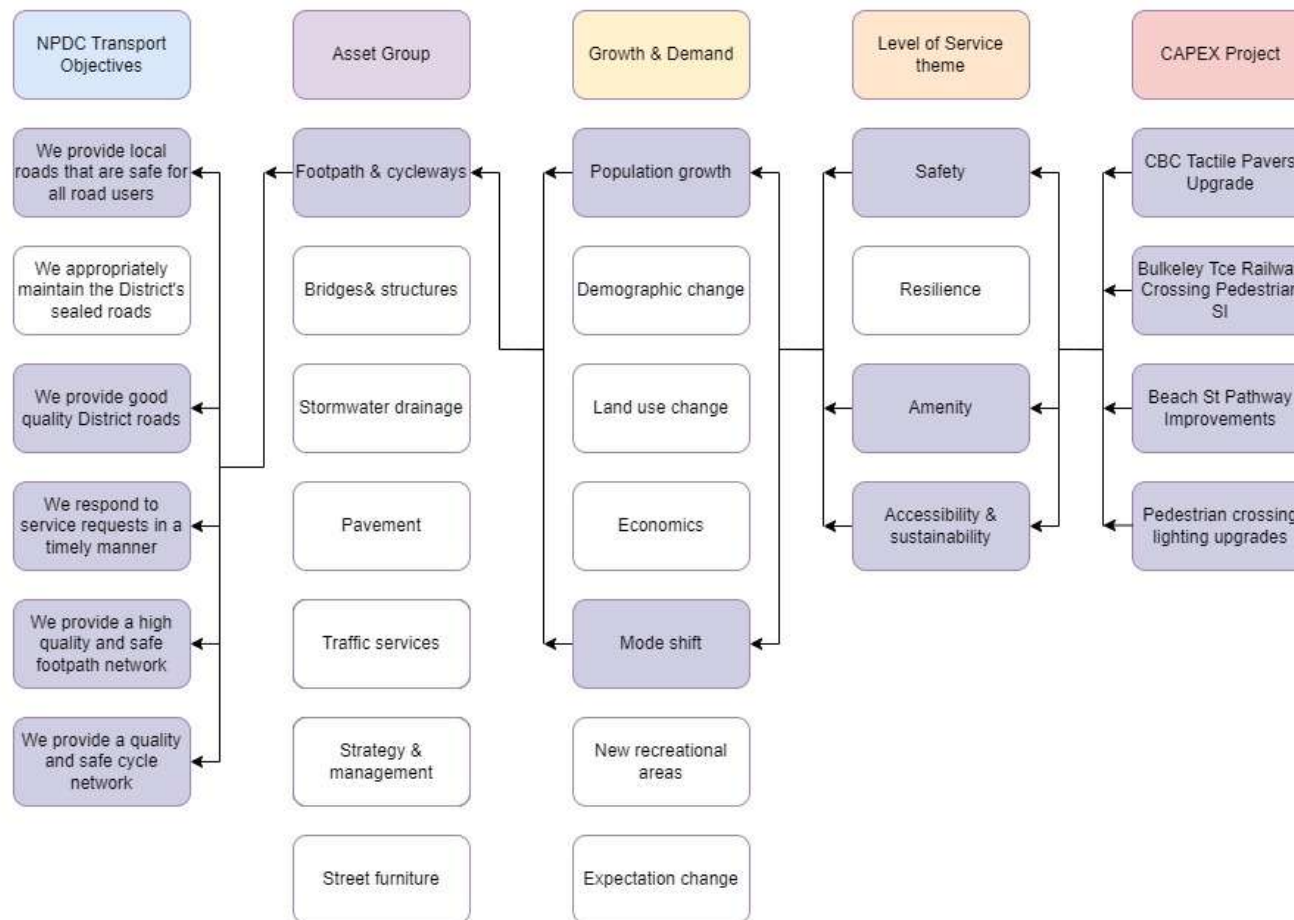 NPDC Transport
Objectives
Asset Group
Growth & Demand
Level of Service
theme
CAPEX Project
We provide local
roads that are safe for
all road users
Footpath & cycleways
Population growth
Safety
CBC Tactile Pavers
Upgrade
We appropriately
maintain the District's
sealed roads
Bridges& structures
Demographic change
Resilience
Bulkeley Tce Railwa
Crossing Pedestrian
SI
We provide good
quality District roads
Stormwater drainage
Land use change
Amenity
Beach St Pathway
Improvements
We respond to
service requests in a
timely manner
Pavement
Economics
Accessibility &
sustainability
Pedestrian crossing
lighting upgrades
We provide a high
quality and safe
footpath network
Traffic services
Mode shift
We provide a quality
and safe cycle
network
Strategy &
management
New recreational
areas
Street furniture
Expectation change